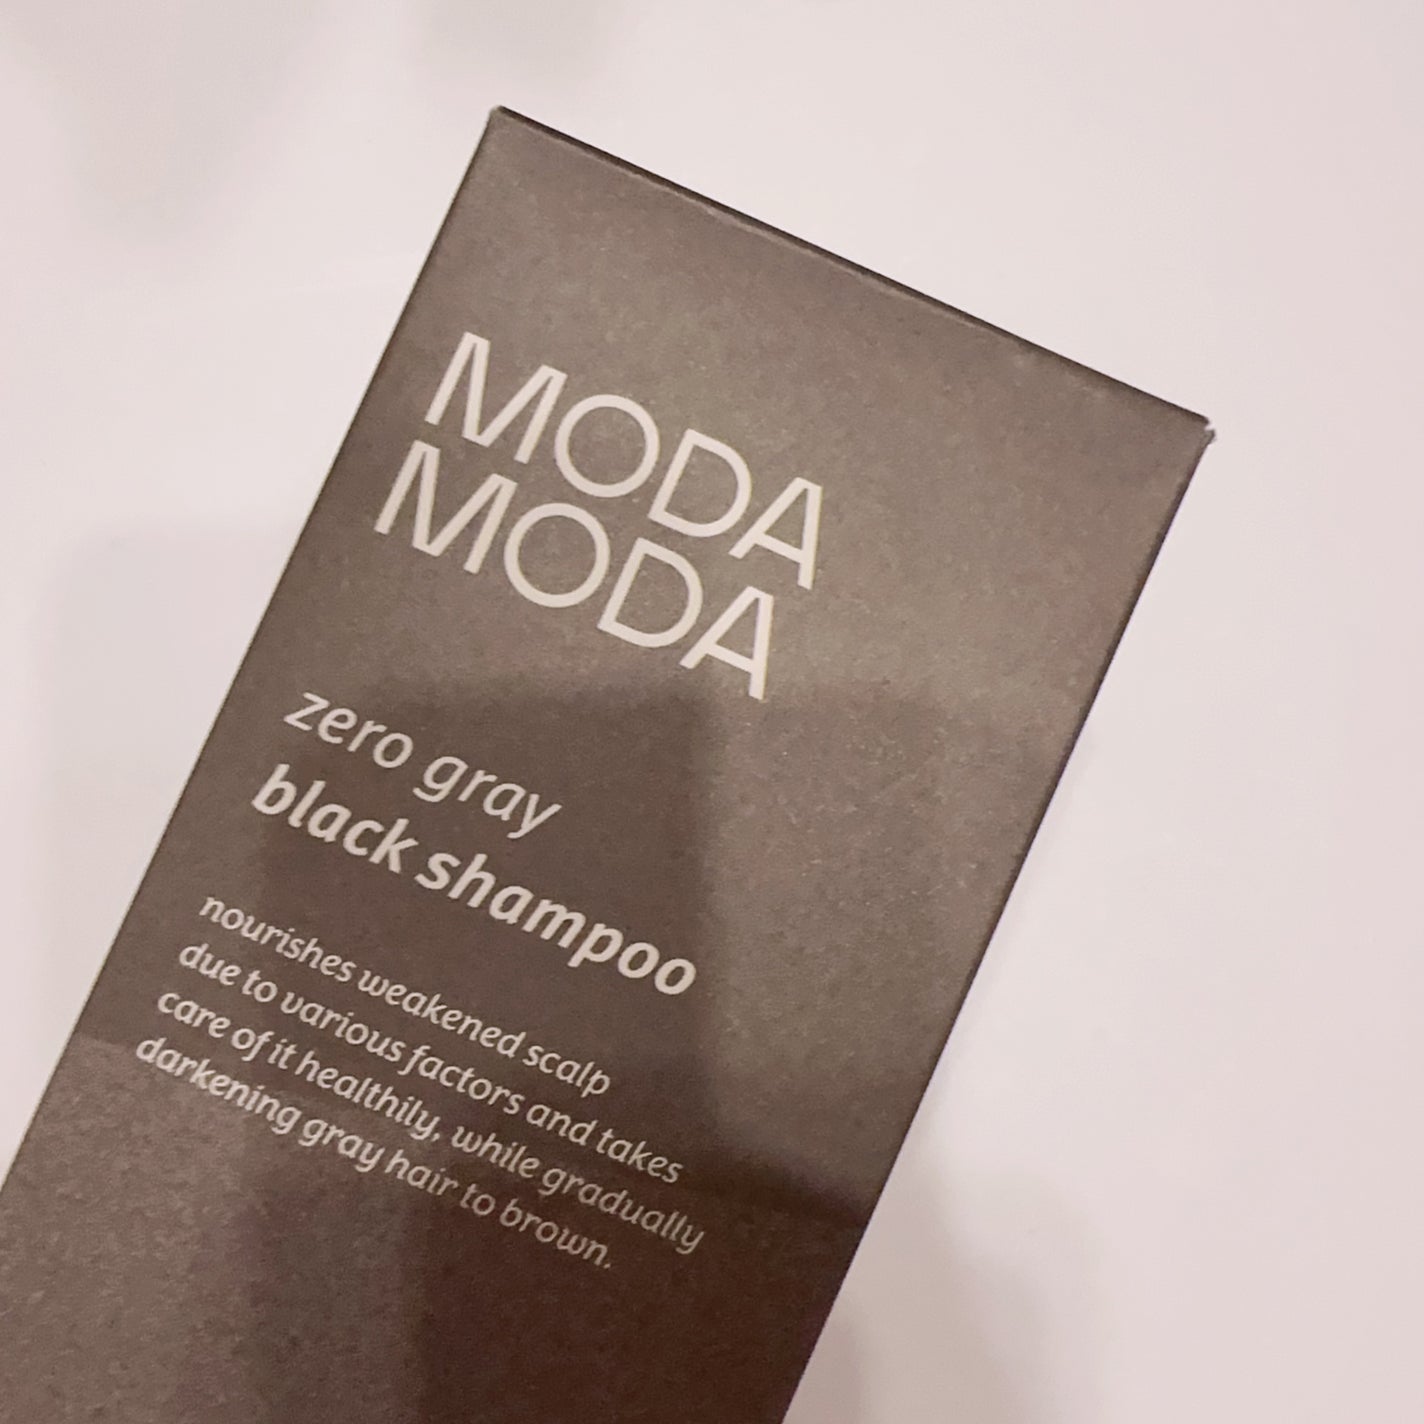 MODA
MODA
zero gray
black shampoo
nourishes weakened scalp
due to various factors and takes
care of it healthily, while gradually
darkening gray hair to brown.